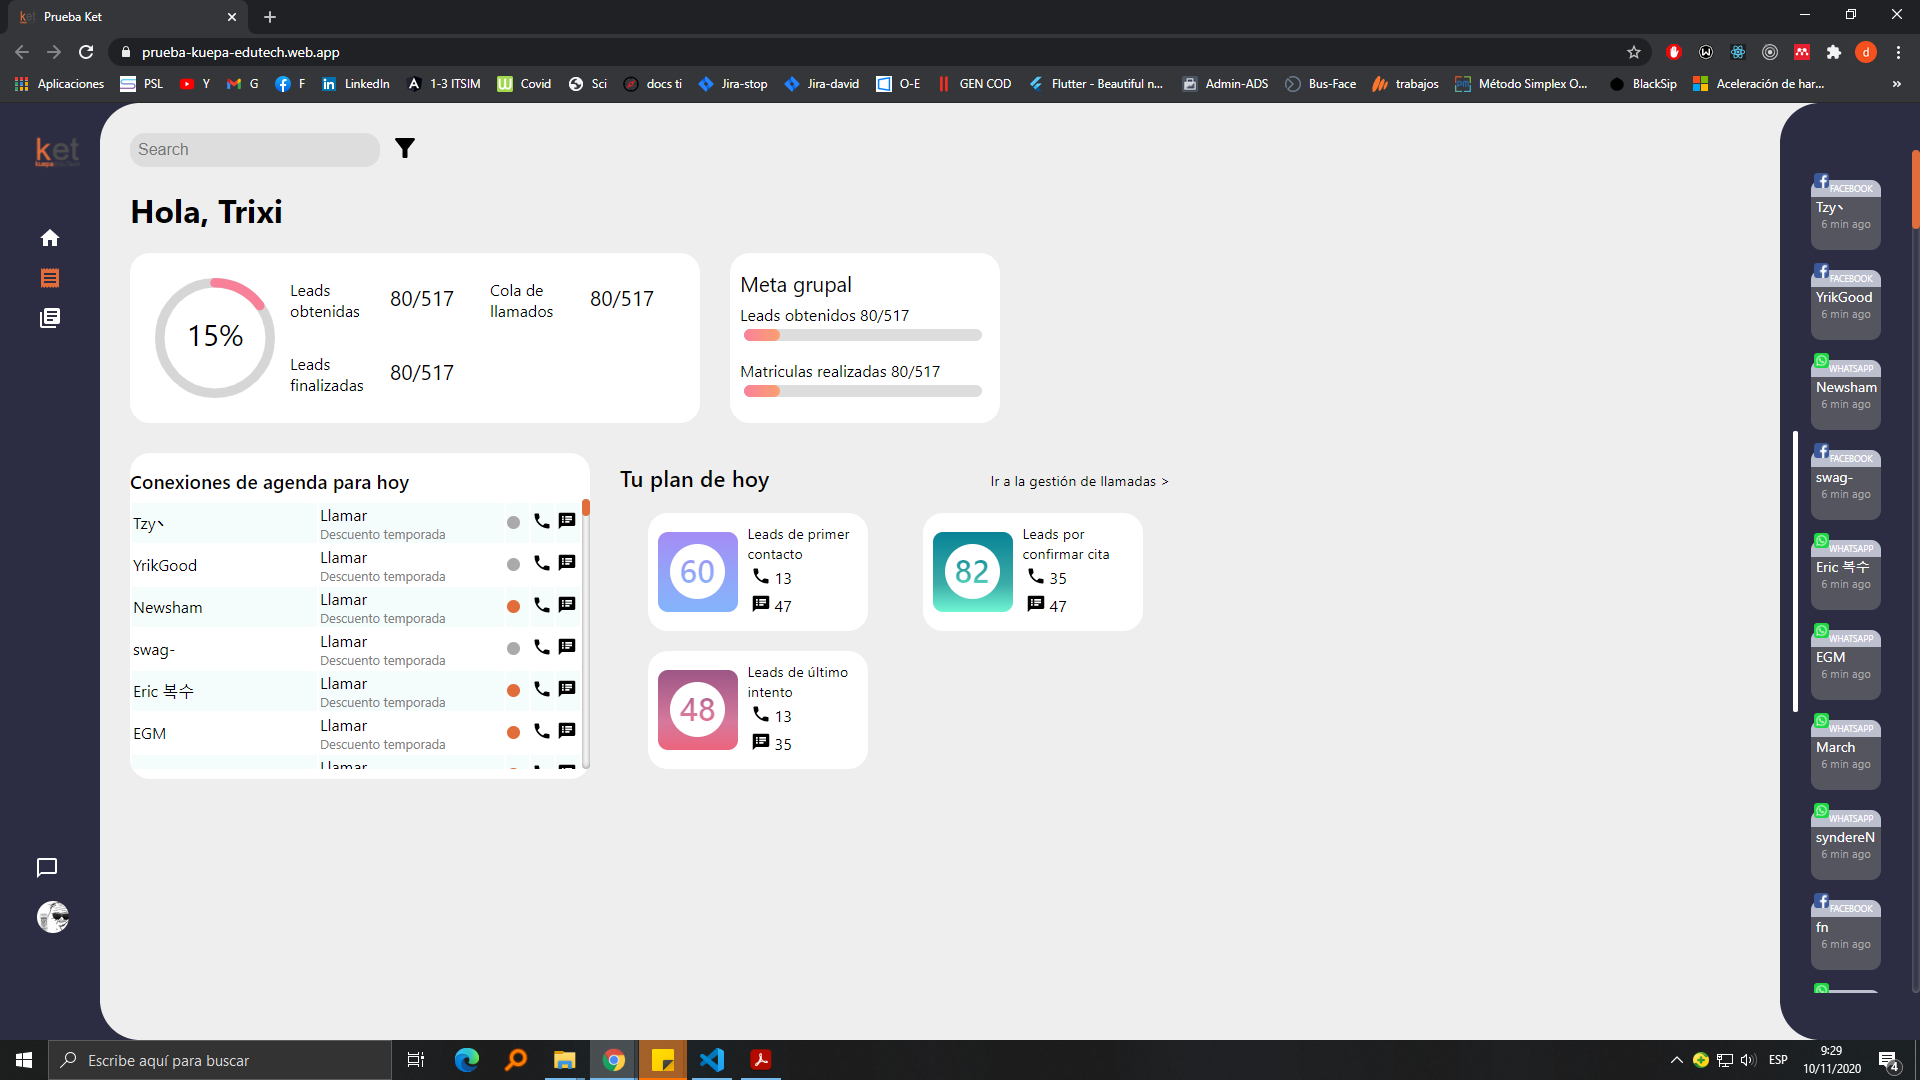 ket
Prueba Ket
prueba-kuepa-edutech.web.app
d
Aplicaciones
PSL
Y
G
F
LinkedIn
1-3 ITSIM
Covid
Sci
docs ti
Jira-stop
Jira-david
O-E
GEN COD
Flutter - Beautiful n...
Admin-ADS
Bus-Face
trabajos
Método Simplex O...
BlackSip
Aceleración de har...
»
ket
kuepa
Search
Hola, Trixi
15%
Leads
obtenidas
80/517
Cola de
llamados
80/517
Leads
finalizadas
80/517
Meta grupal
Leads obtenidos 80/517
Matriculas realizadas 80/517
Conexiones de agenda para hoy
Tzy丶
Llamar
Descuento temporada
YrikGood
Llamar
Descuento temporada
Newsham
Llamar
Descuento temporada
swag-
Llamar
Descuento temporada
Eric 복수
Llamar
Descuento temporada
EGM
Llamar
Descuento temporada
Llamar
Tu plan de hoy
Ir a la gestión de llamadas >
60
Leads de primer
contacto
13
47
82
Leads por
confirmar cita
35
47
48
Leads de último
intento
13
35
FACEBOOK
Tzy丶
6 min ago
FACEBOOK
YrikGood
6 min ago
WHATSAPP
Newsham
6 min ago
FACEBOOK
swag-
6 min ago
WHATSAPP
Eric 복수
6 min ago
WHATSAPP
EGM
6 min ago
WHATSAPP
March
6 min ago
WHATSAPP
syndereN
6 min ago
FACEBOOK
fn
6 min ago
Escribe aquí para buscar
ESP
9:29
10/11/2020
4